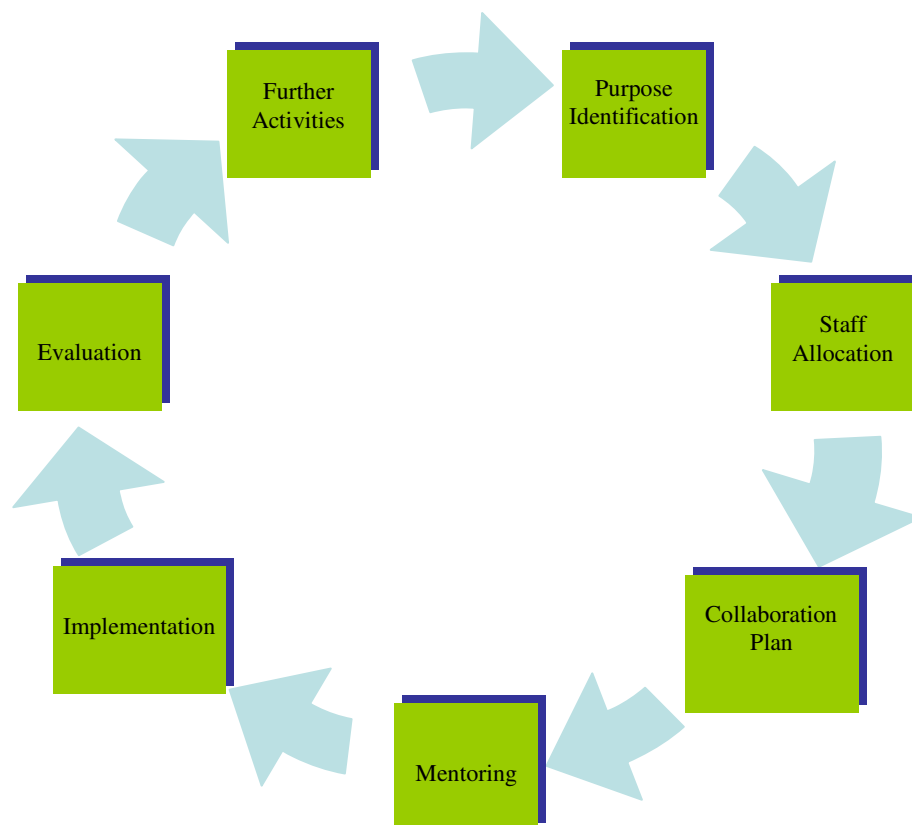 Further
Activities
Purpose
Identification
Staff
Allocation
Collaboration
Plan
Mentoring
Implementation
Evaluation